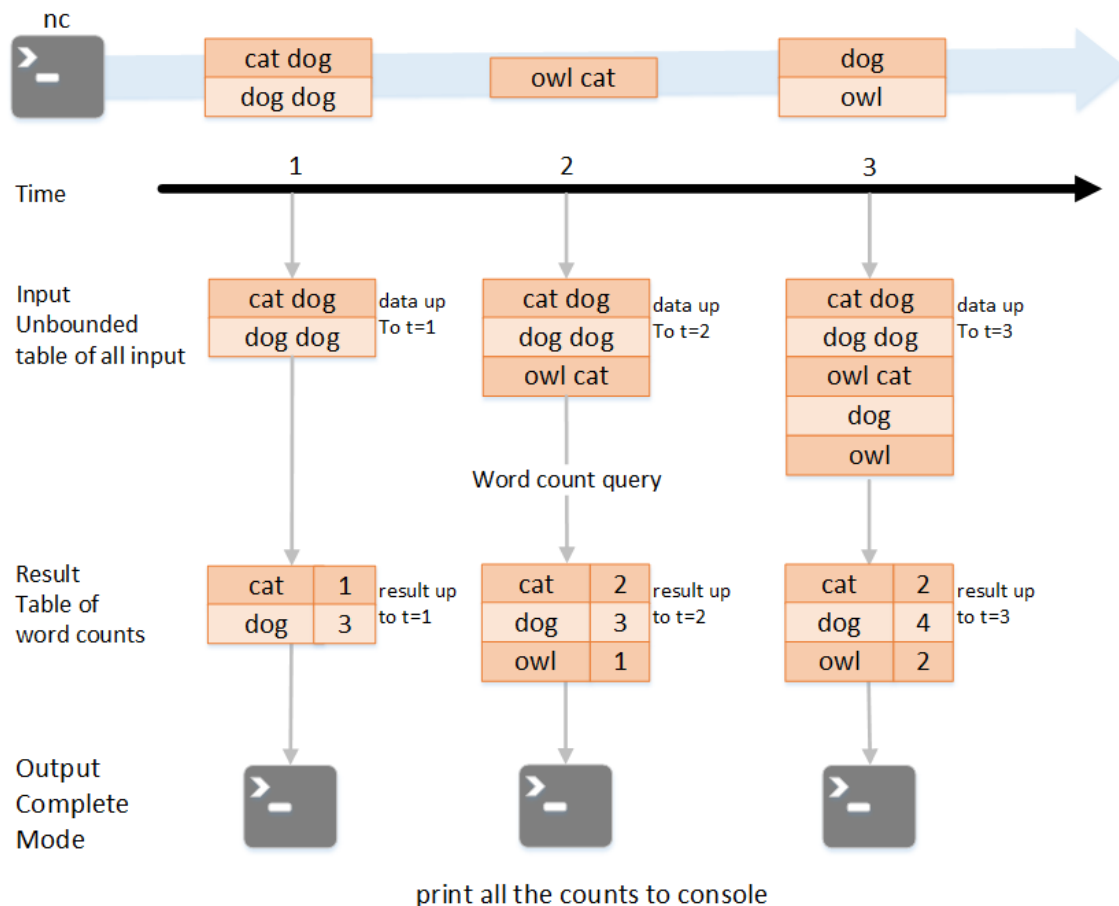 nc
cat dog
dog dog
owl cat
dog
owl
Time
1
2
3
Input
Unbounded
table of all input
cat dog
dog dog
data up
To t=1
cat dog
dog dog
owl cat
data up
To t=2
cat dog
dog dog
owl cat
dog
owl
data up
To t=3
Word count query
Result
Table of
word counts
cat 1
dog 3
result up
to t=1
cat 2
dog 3
owl 1
result up
to t=2
cat 2
dog 4
owl 2
result up
to t=3
Output
Complete
Mode
print all the counts to console